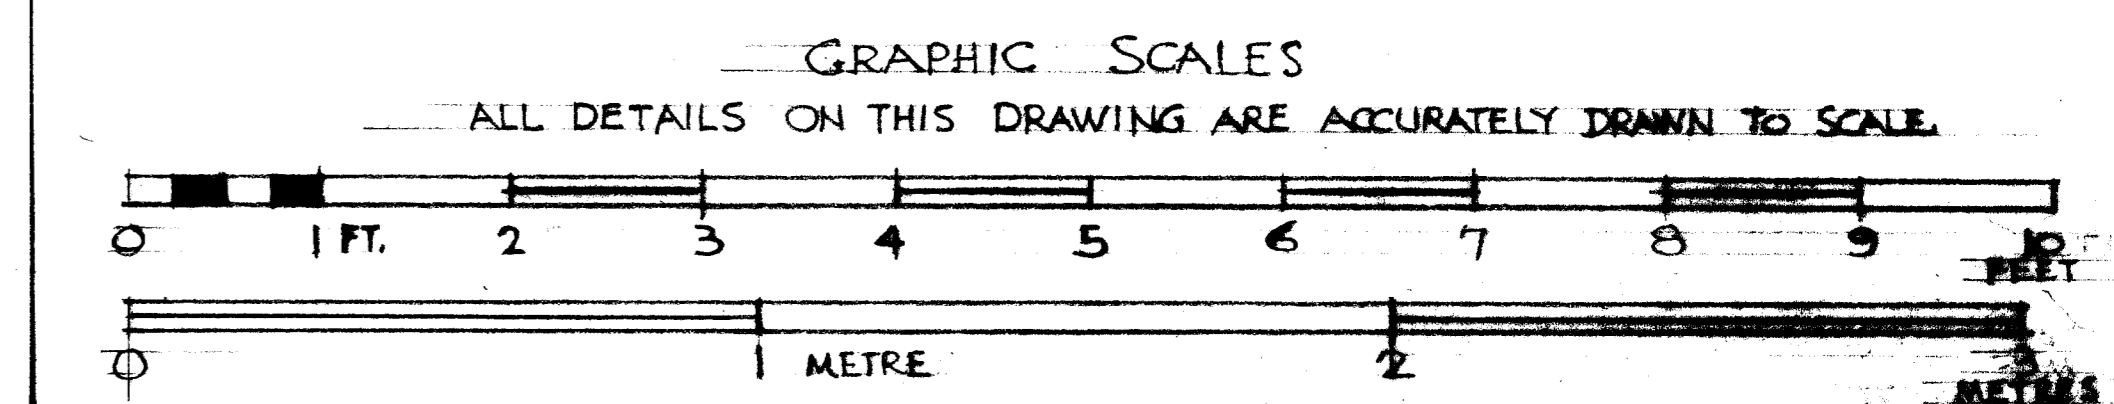 GRAPHIC SCALES
ALL DETAILS ON THIS DRAWING ARE ACCURATELY DRAWN TO SCALE.
0 1 FT. 2 3 4 5 6 7 8 9 10
FEET
0 1 METRE 2 3
METRES